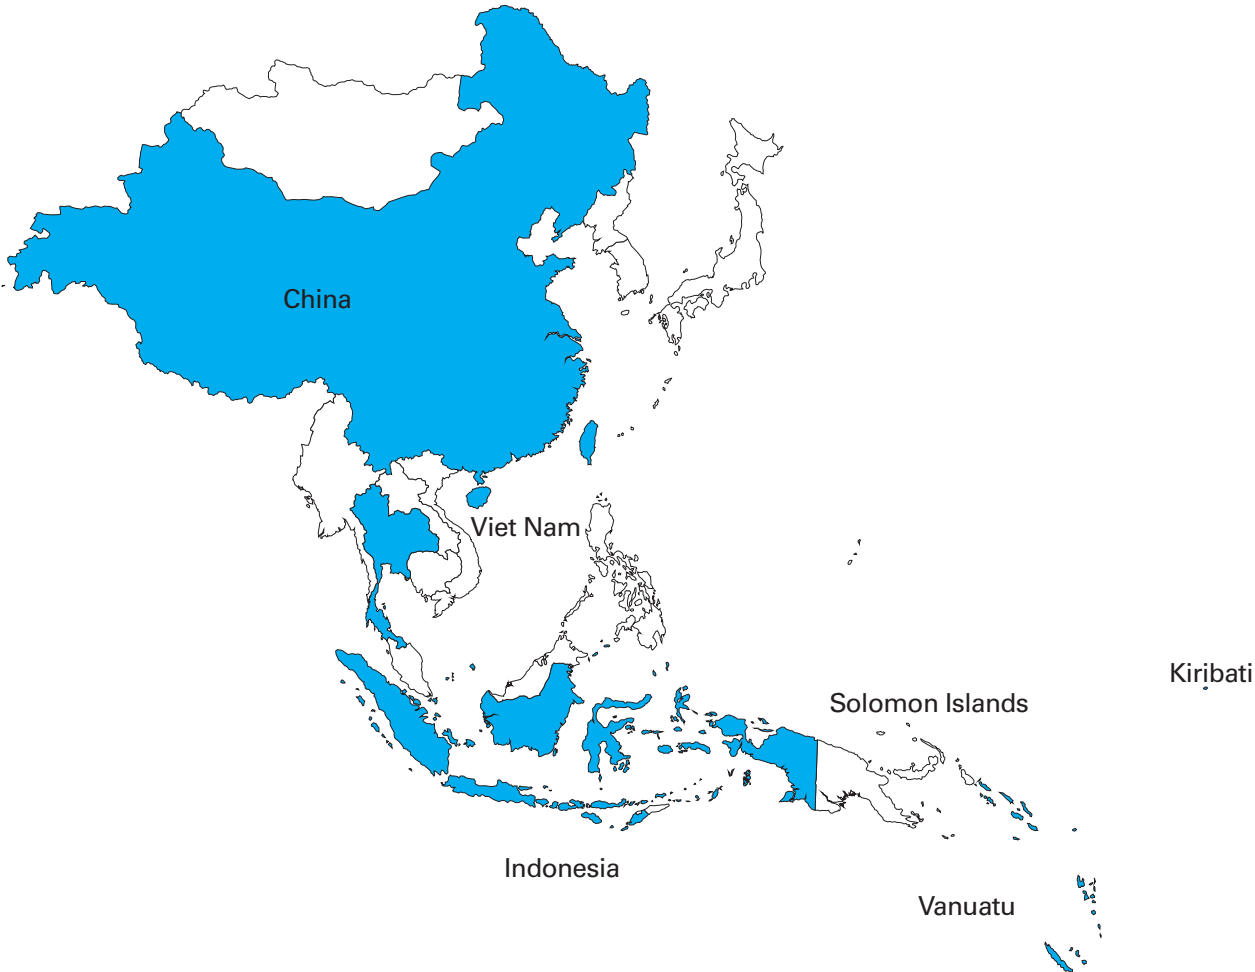 China
Viet Nam
Kiribati
Solomon Islands
Indonesia
Vanuatu